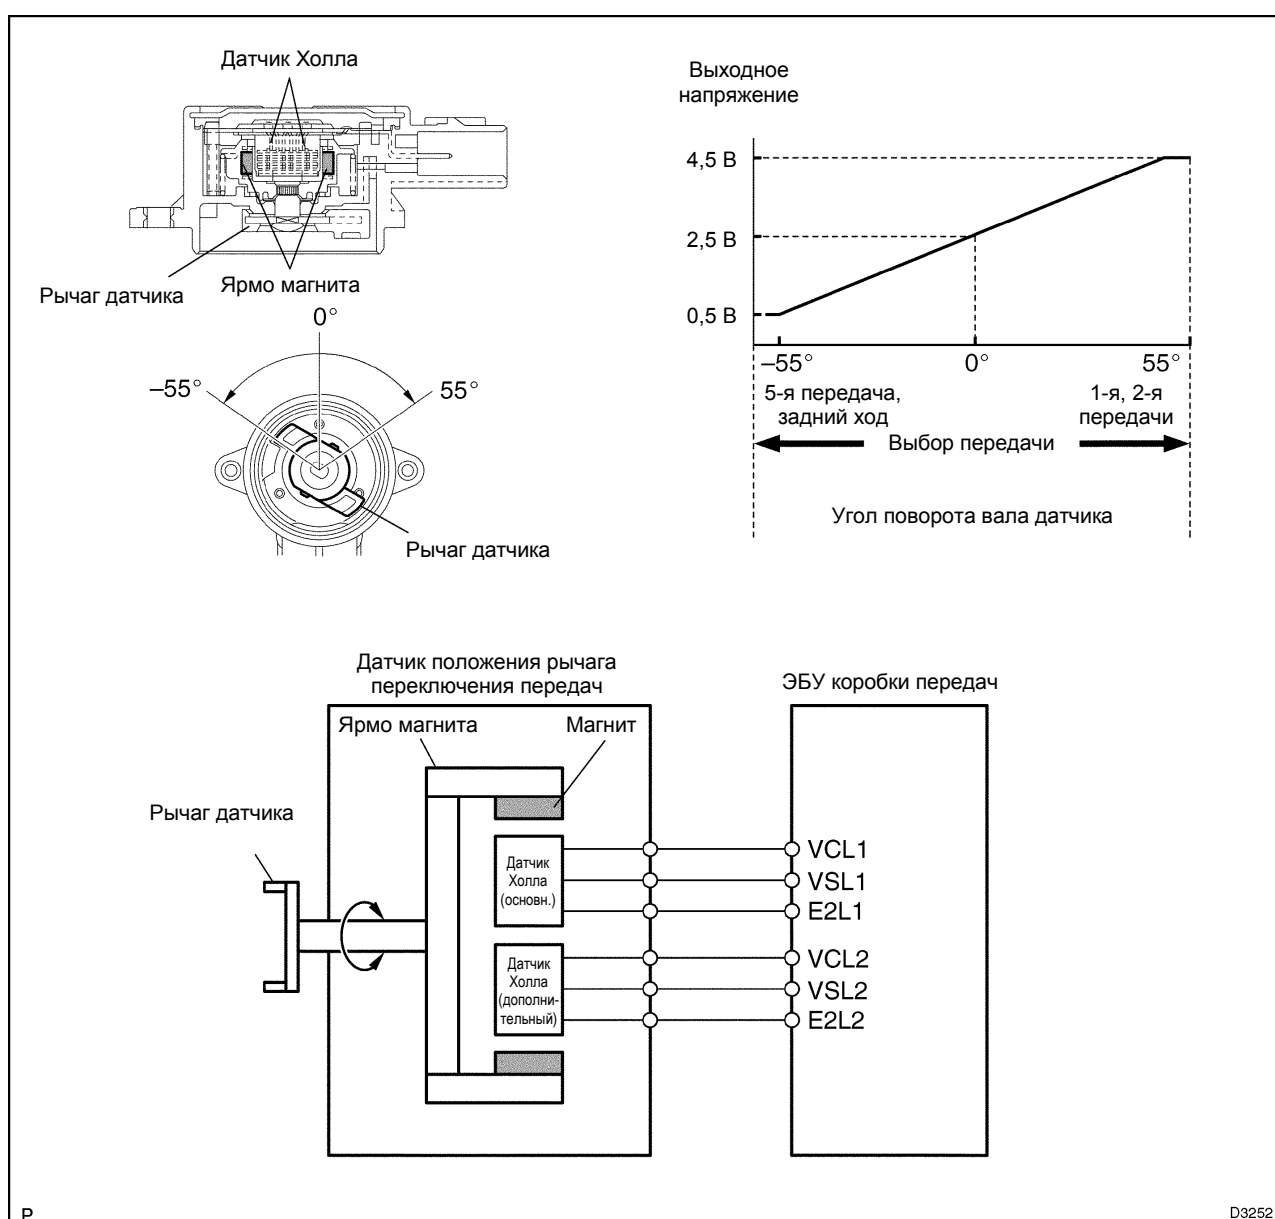 Датчик Холла
Рычаг датчика
Ярмо магнита
0°
–55°
55°
Рычаг датчика
Выходное
напряжение
4,5 В
2,5 В
0,5 В
–55°
0°
55°
5-я передача,
задний ход
1-я, 2-я
передачи
Выбор передачи
Угол поворота вала датчика
Датчик положения рычага
переключения передач
ЭБУ коробки передач
Ярмо магнита
Магнит
Рычаг датчика
Датчик
Холла
(основн.)
VCL1
VSL1
E2L1
Датчик
Холла
(дополни-
тельный)
VCL2
VSL2
E2L2
P
D3252